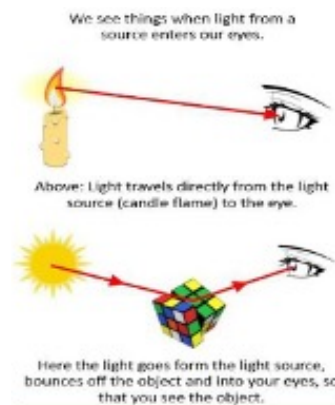 We see things when light from a
source enters our eyes.
Above: Light travels directly from the light
source (candle flame) to the eye.
Here the light goes form the light source,
bounces off the object and into your eyes, so
that you see the object.